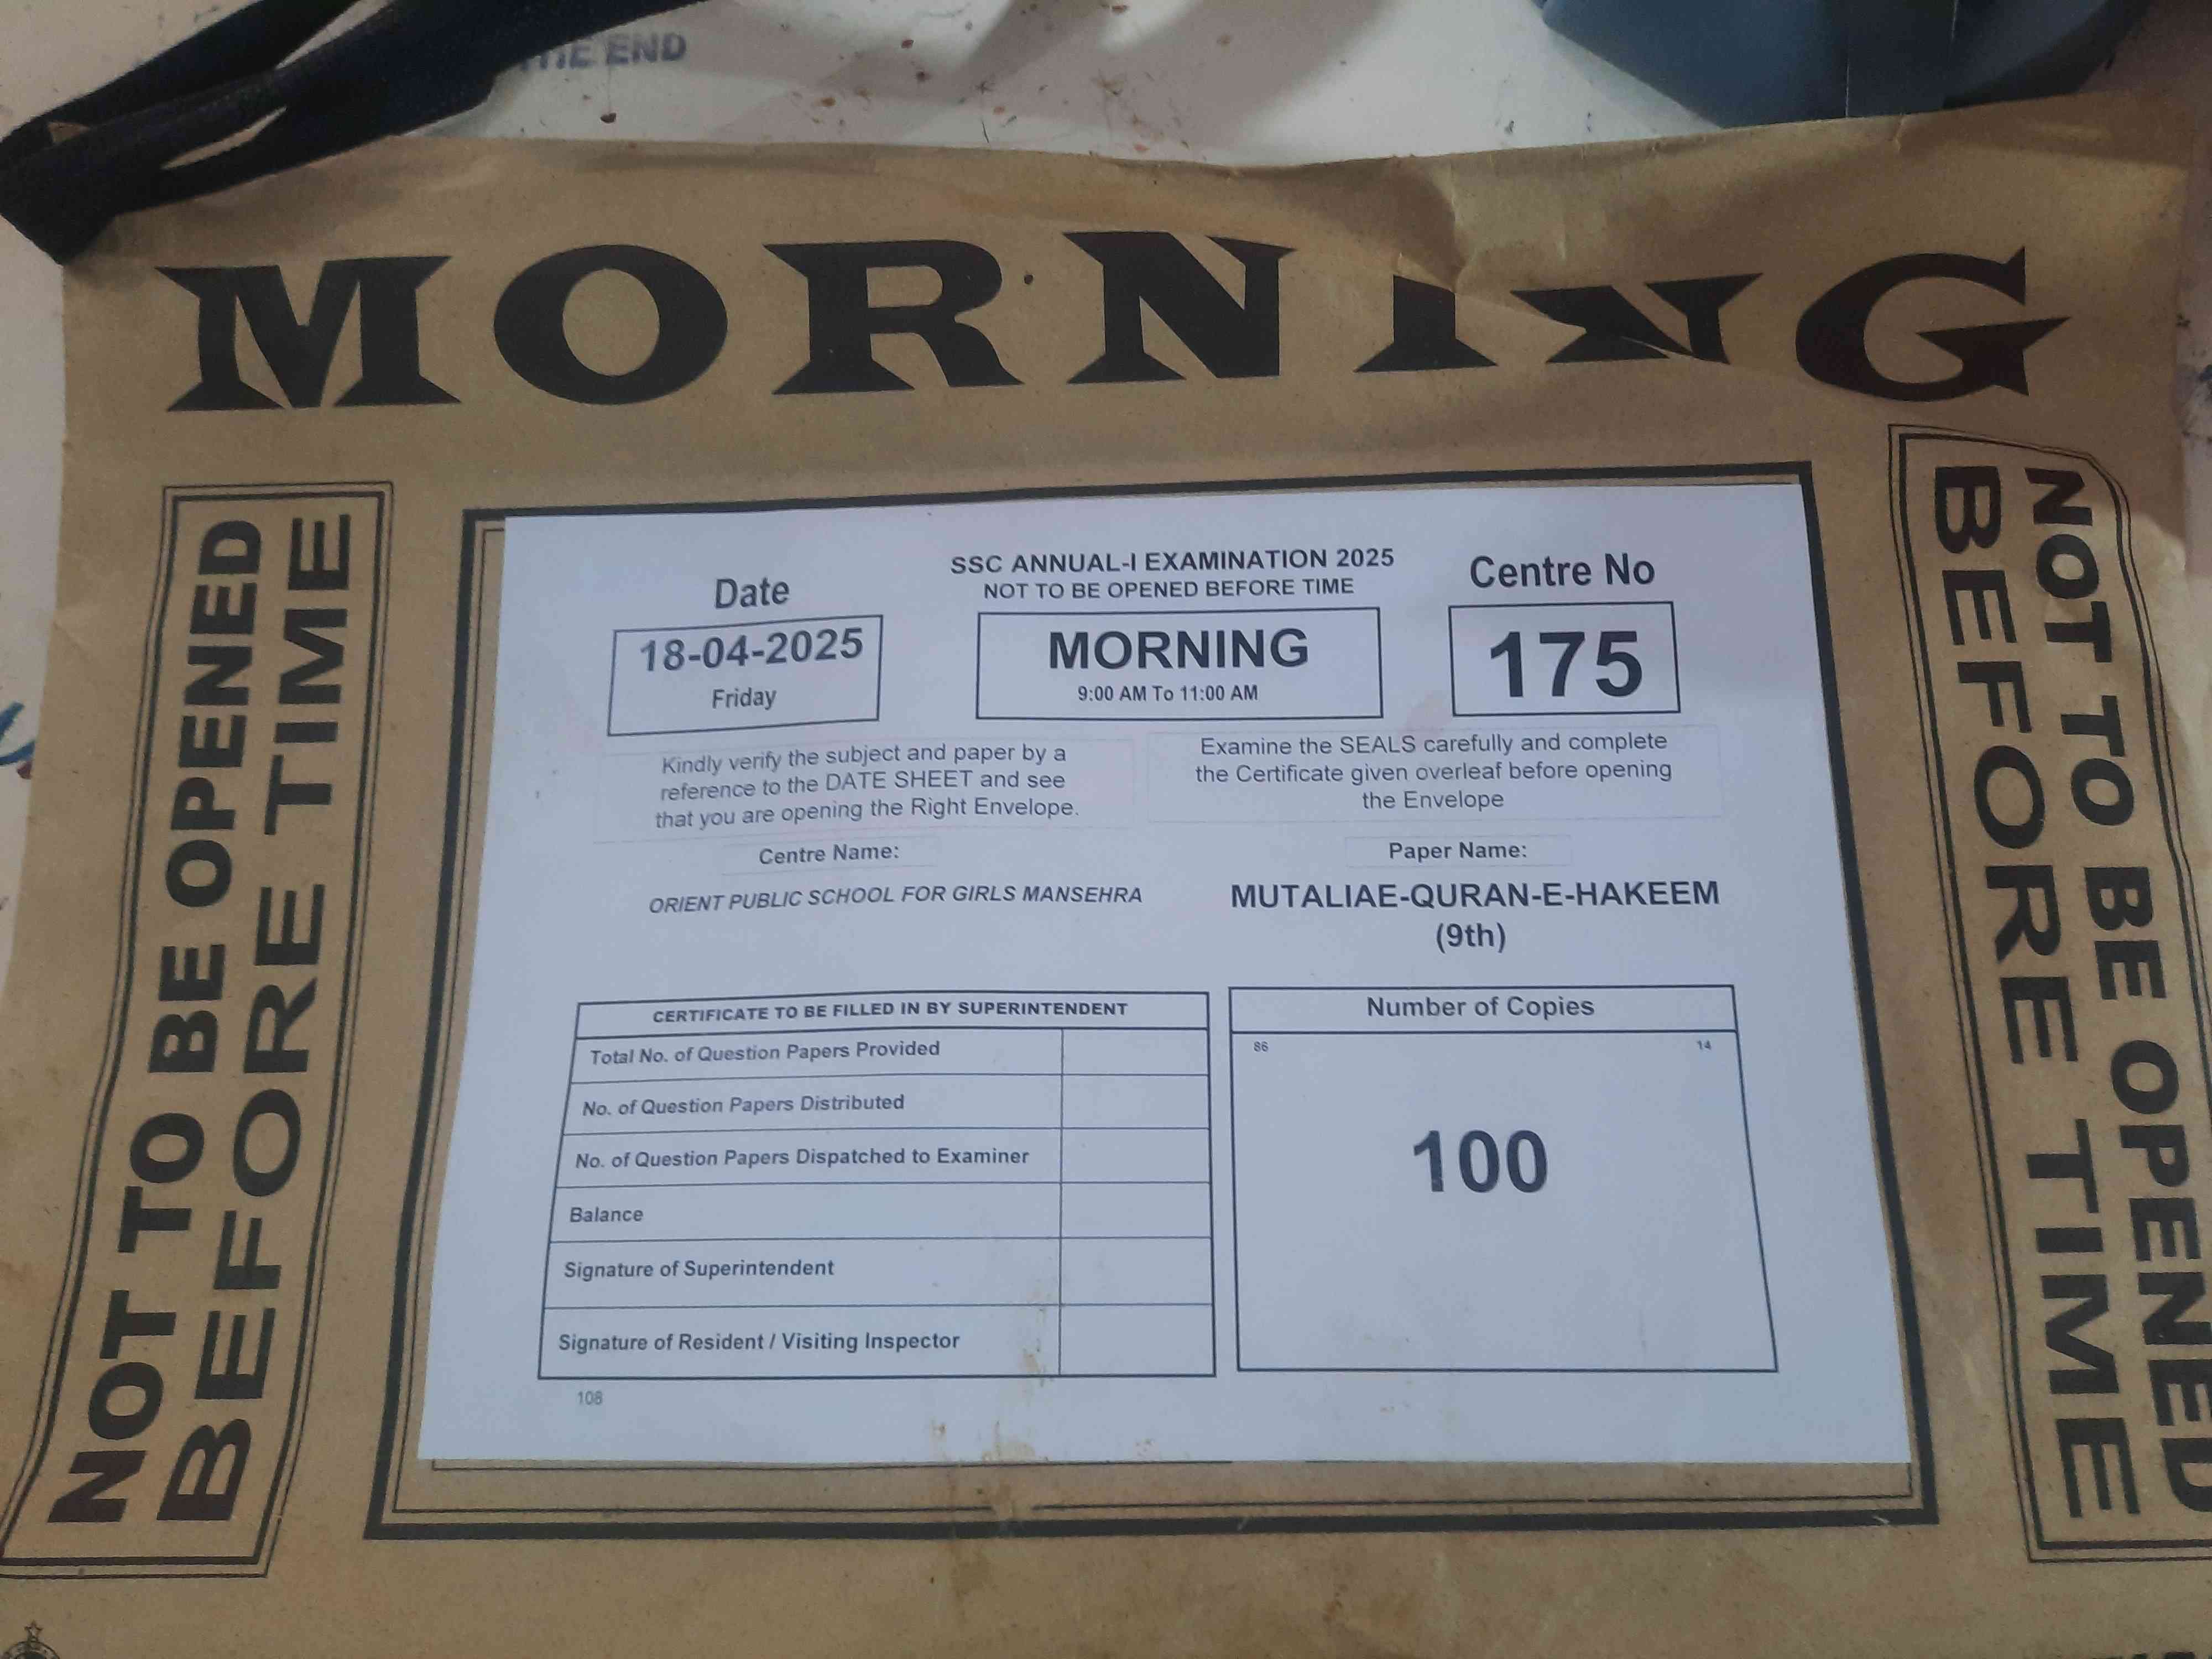 THE END
MORNING
NOT TO BE OPENED
BEFORE TIME
SSC ANNUAL-I EXAMINATION 2025
NOT TO BE OPENED BEFORE TIME
Date
18-04-2025
Friday
MORNING
9:00 AM To 11:00 AM
Centre No
175
Kindly verify the subject and paper by a
reference to the DATE SHEET and see
that you are opening the Right Envelope.
Examine the SEALS carefully and complete
the Certificate given overleaf before opening
the Envelope
Centre Name:
ORIENT PUBLIC SCHOOL FOR GIRLS MANSEHRA
Paper Name:
MUTALIAE-QURAN-E-HAKEEM
(9th)
CERTIFICATE TO BE FILLED IN BY SUPERINTENDENT
Total No. of Question Papers Provided
No. of Question Papers Distributed
No. of Question Papers Dispatched to Examiner
Balance
Signature of Superintendent
Signature of Resident / Visiting Inspector
108
Number of Copies
86 14
100
NOT TO BE OPENED
BEFORE TIME